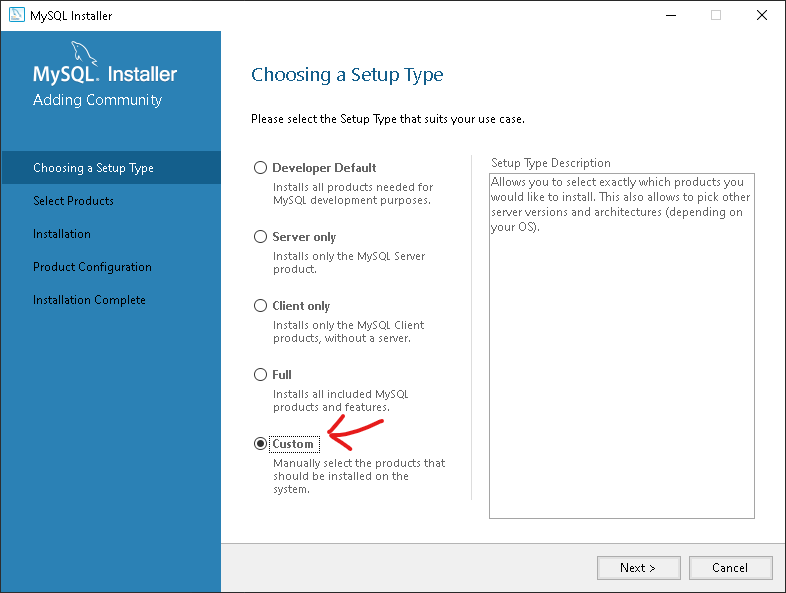 MySQL Installer
MySQL. Installer
Adding Community
Choosing a Setup Type
Select Products
Installation
Product Configuration
Installation Complete
Choosing a Setup Type
Please select the Setup Type that suits your use case.
Developer Default
Installs all products needed for
MySQL development purposes.
Server only
Installs only the MySQL Server
product.
Client only
Installs only the MySQL Client
products, without a server.
Full
Installs all included MySQL
products and features.
Custom
Manually select the products that
should be installed on the
system.
Setup Type Description
Allows you to select exactly which products you
would like to install. This also allows to pick other
server versions and architectures (depending on
your OS).
Next >
Cancel